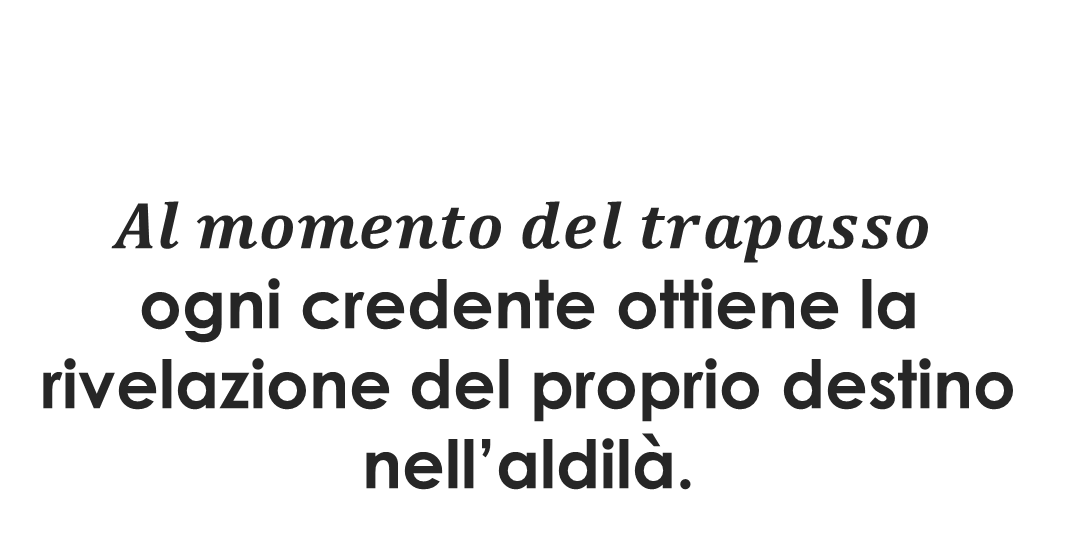 Al momento del trapasso
ogni credente ottiene la
rivelazione del proprio destino
nell’aldilà.